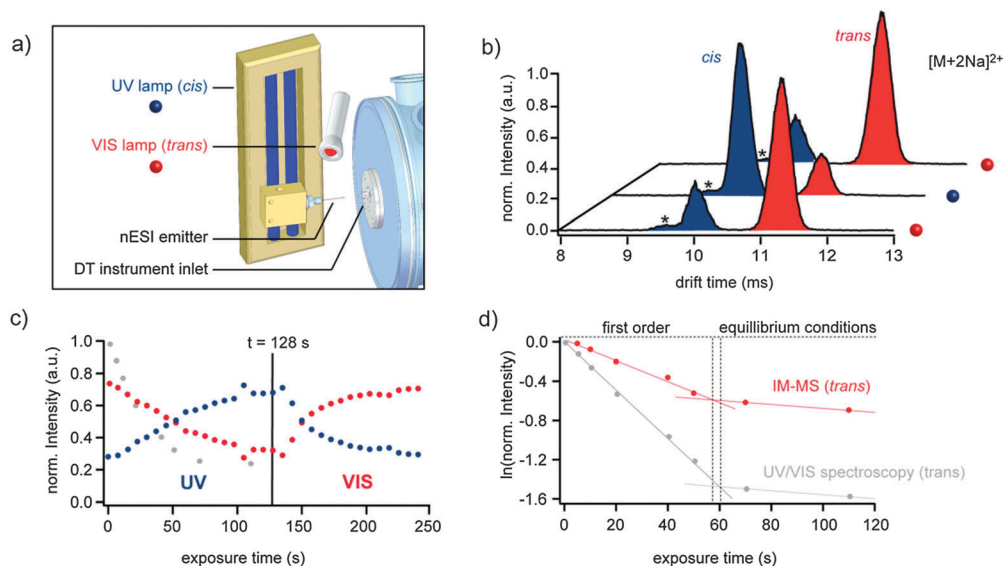 a)
UV lamp (cis)
VIS lamp (trans)
nESI emitter
DT instrument inlet
b)
trans
[M+2Na]²⁺
cis
norm. Intensity (a.u.)
1.0
0.8
0.6
0.4
0.2
0.0
*
*
*
8
9
10
11
12
13
drift time (ms)
c)
t = 128 s
norm. Intensity (a.u.)
1.0
0.8
0.6
0.4
0.2
0.0
UV
VIS
0
50
100
150
200
250
exposure time (s)
d)
first order
equillibrium conditions
ln(norm. Intensity)
0.0
-0.4
-0.8
-1.2
-1.6
IM-MS (trans)
UV/VIS spectroscopy (trans)
0
20
40
60
80
100
120
exposure time (s)